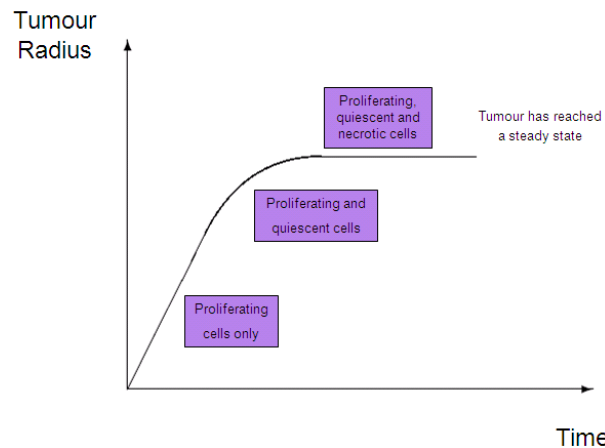 Tumour
Radius
Proliferating,
quiescent and
necrotic cells
Tumour has reached
a steady state
Proliferating and
quiescent cells
Proliferating
cells only
Time